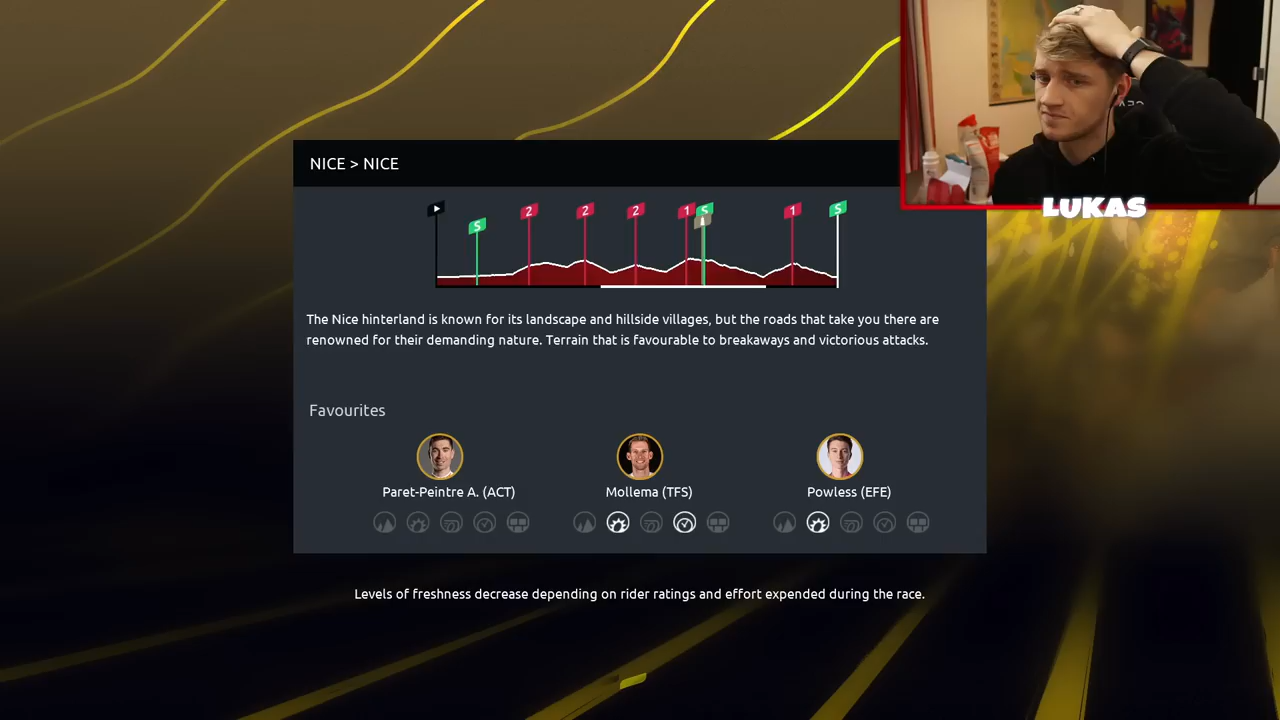 NICE > NICE
S 2 2 2 1 S 1 S
The Nice hinterland is known for its landscape and hillside villages, but the roads that take you there are
renowned for their demanding nature. Terrain that is favourable to breakaways and victorious attacks.
Favourites
Paret-Peintre A. (ACT) Mollema (TFS) Powless (EFE)
Levels of freshness decrease depending on rider ratings and effort expended during the race.
LUKAS